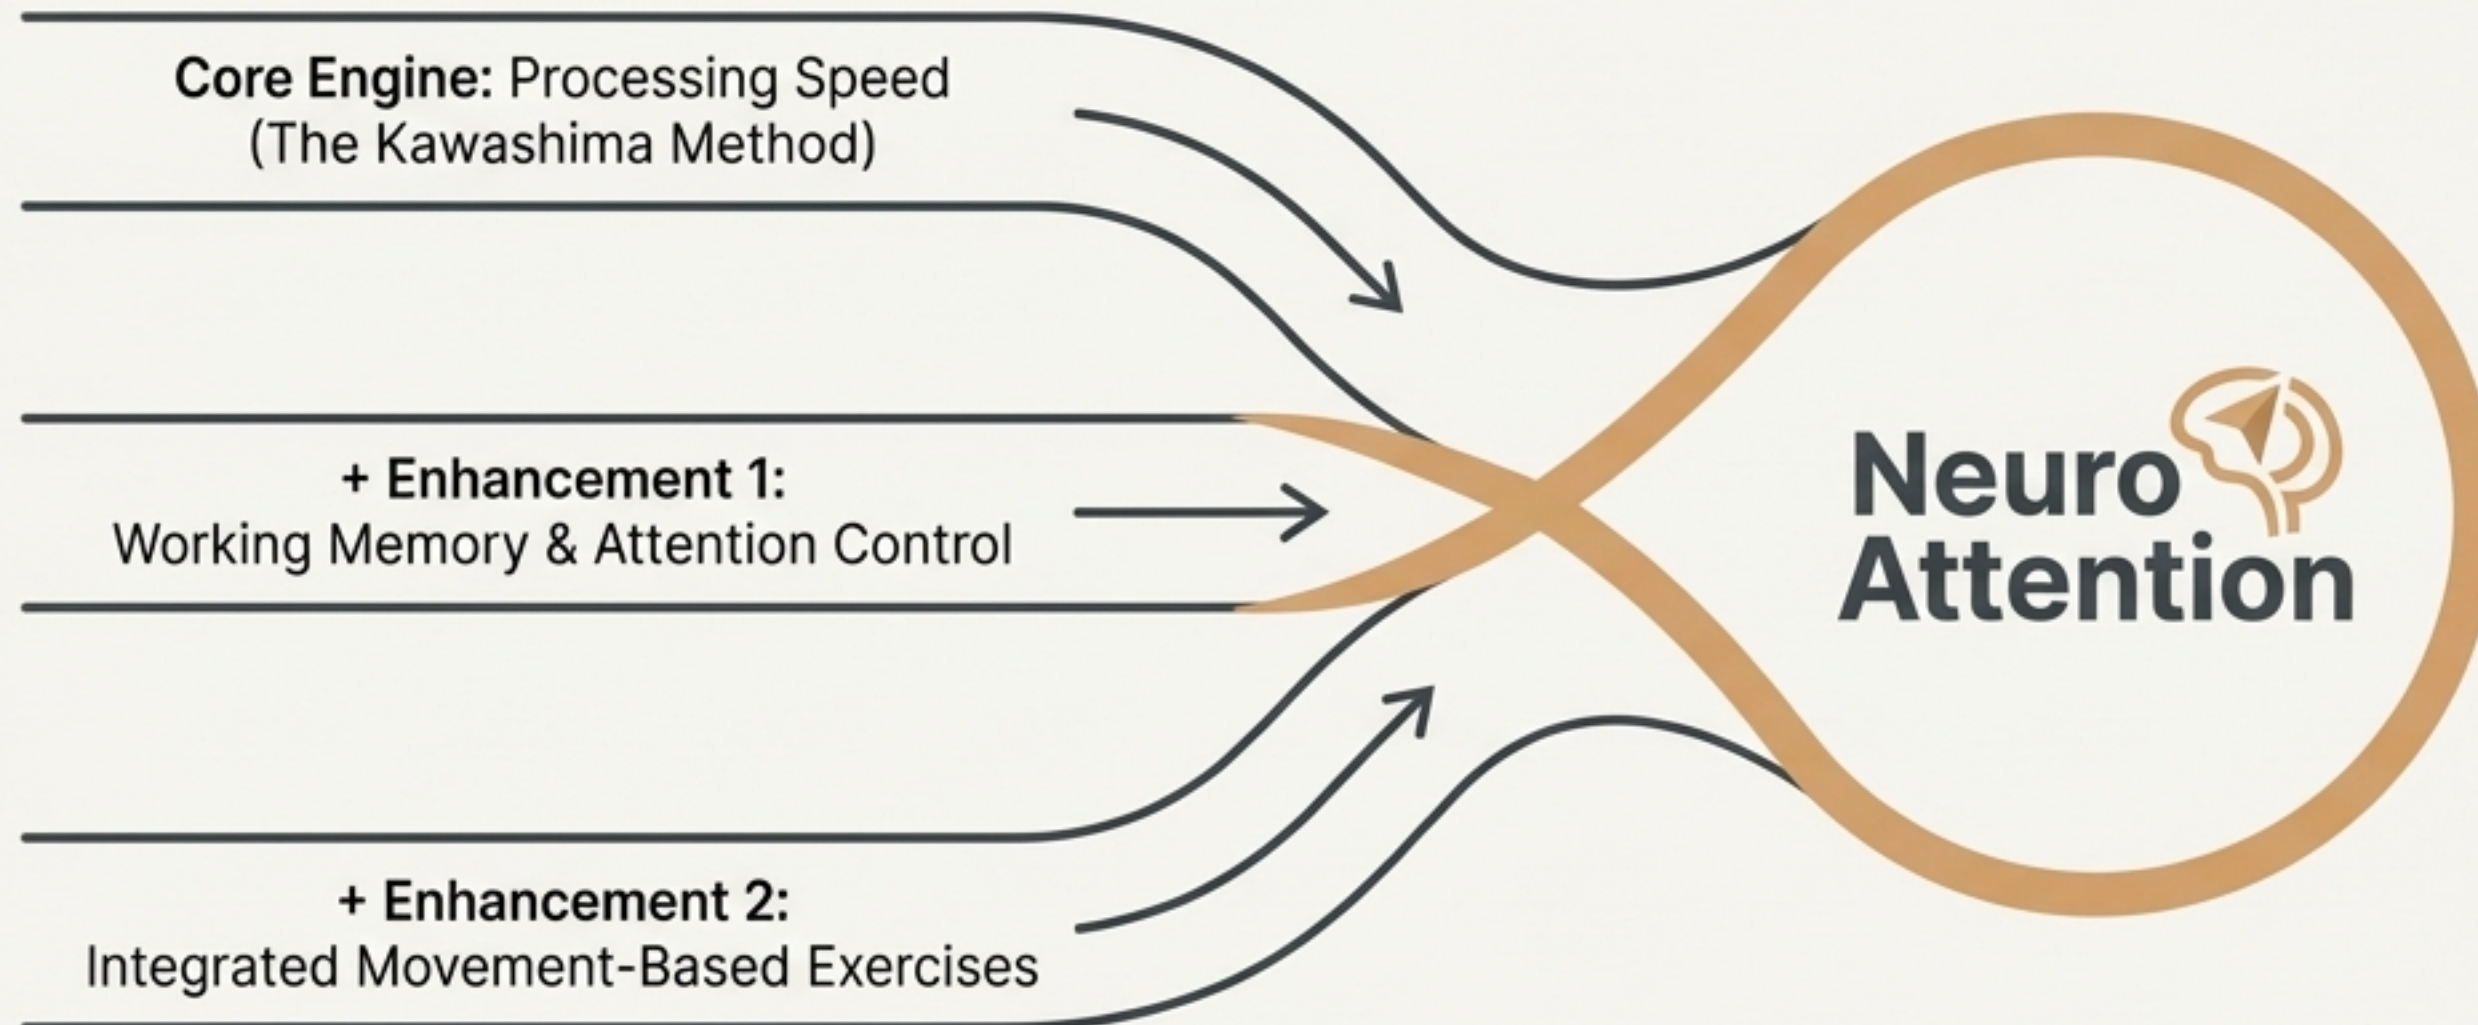 Core Engine: Processing Speed
(The Kawashima Method)
+ Enhancement 1:
Working Memory & Attention Control
+ Enhancement 2:
Integrated Movement-Based Exercises
Neuro
Attention